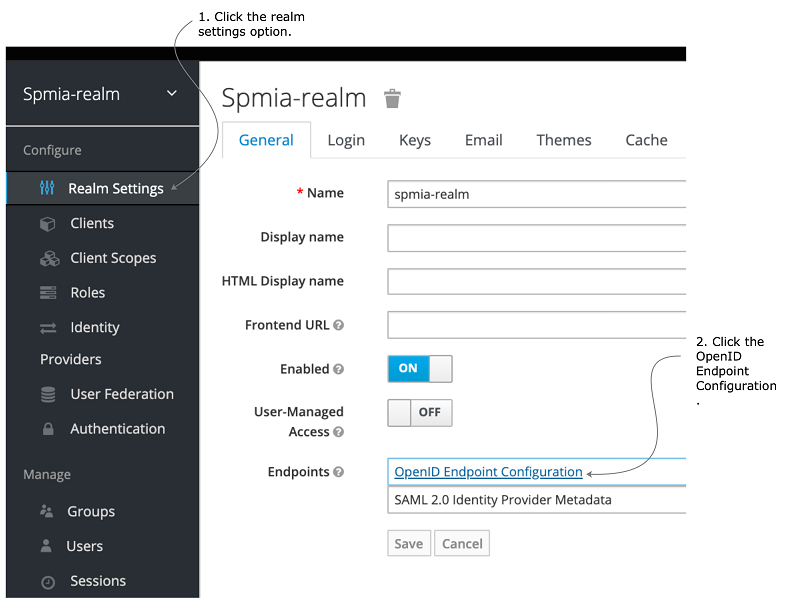 1. Click the realm
settings option.
Spmia-realm
Configure
Realm Settings
Clients
Client Scopes
Roles
Identity
Providers
User Federation
Authentication
Manage
Groups
Users
Sessions
Spmia-realm
General Login Keys Email Themes Cache
* Name spmia-realm
Display name
HTML Display name
Frontend URL ?
Enabled ? ON
User-Managed
Access ? OFF
Endpoints ? OpenID Endpoint Configuration
SAML 2.0 Identity Provider Metadata
Save Cancel
2. Click the
OpenID
Endpoint
Configuration
.